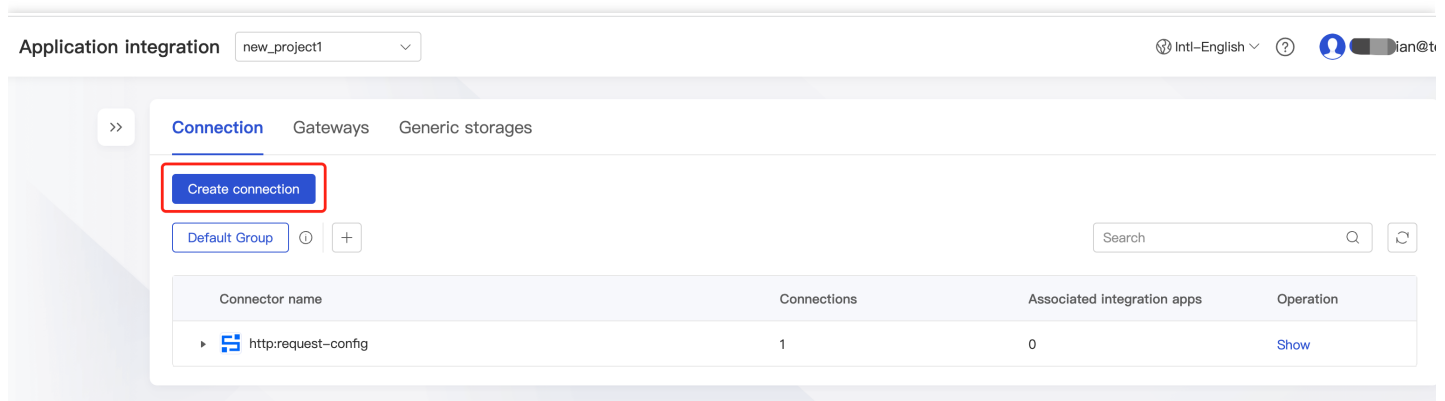 Application integration new_project1 Intl-English ian@t
Connection Gateways Generic storages
Create connection
Default Group Search
Connector name Connections Associated integration apps Operation
http:request-config 1 0 Show